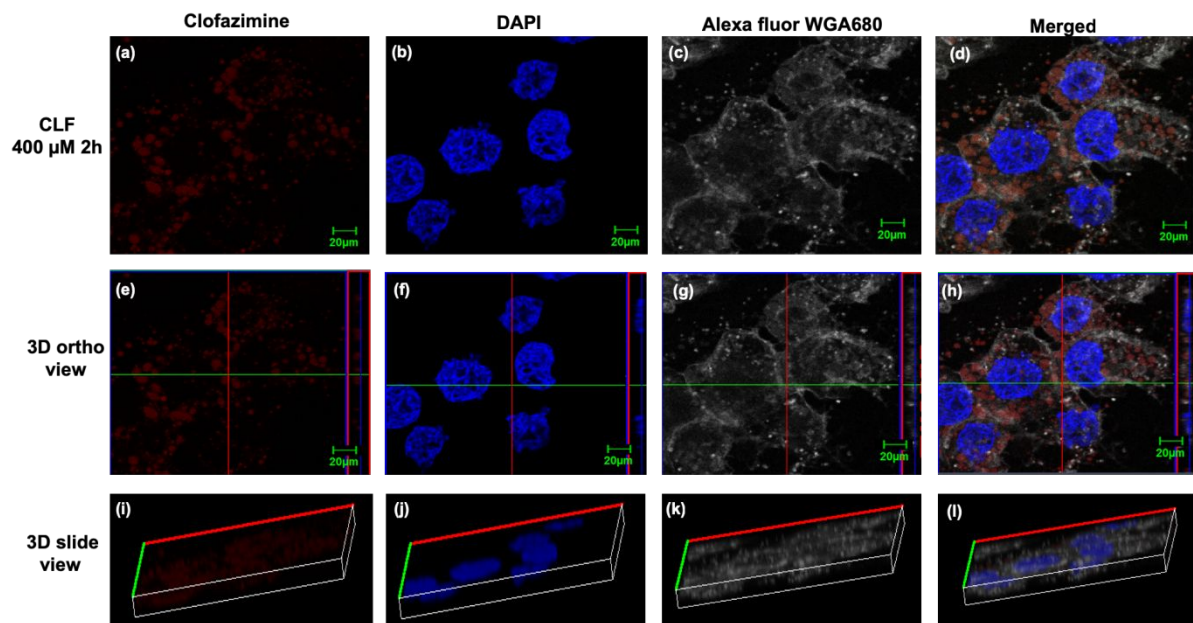 Clofazimine DAPI Alexa fluor WGA680 Merged
CLF
400 µM 2h
(a) (b) (c) (d)
20µm 20µm 20µm 20µm
3D ortho
view
(e) (f) (g) (h)
20µm 20µm 20µm 20µm
3D slide
view
(i) (j) (k) (l)